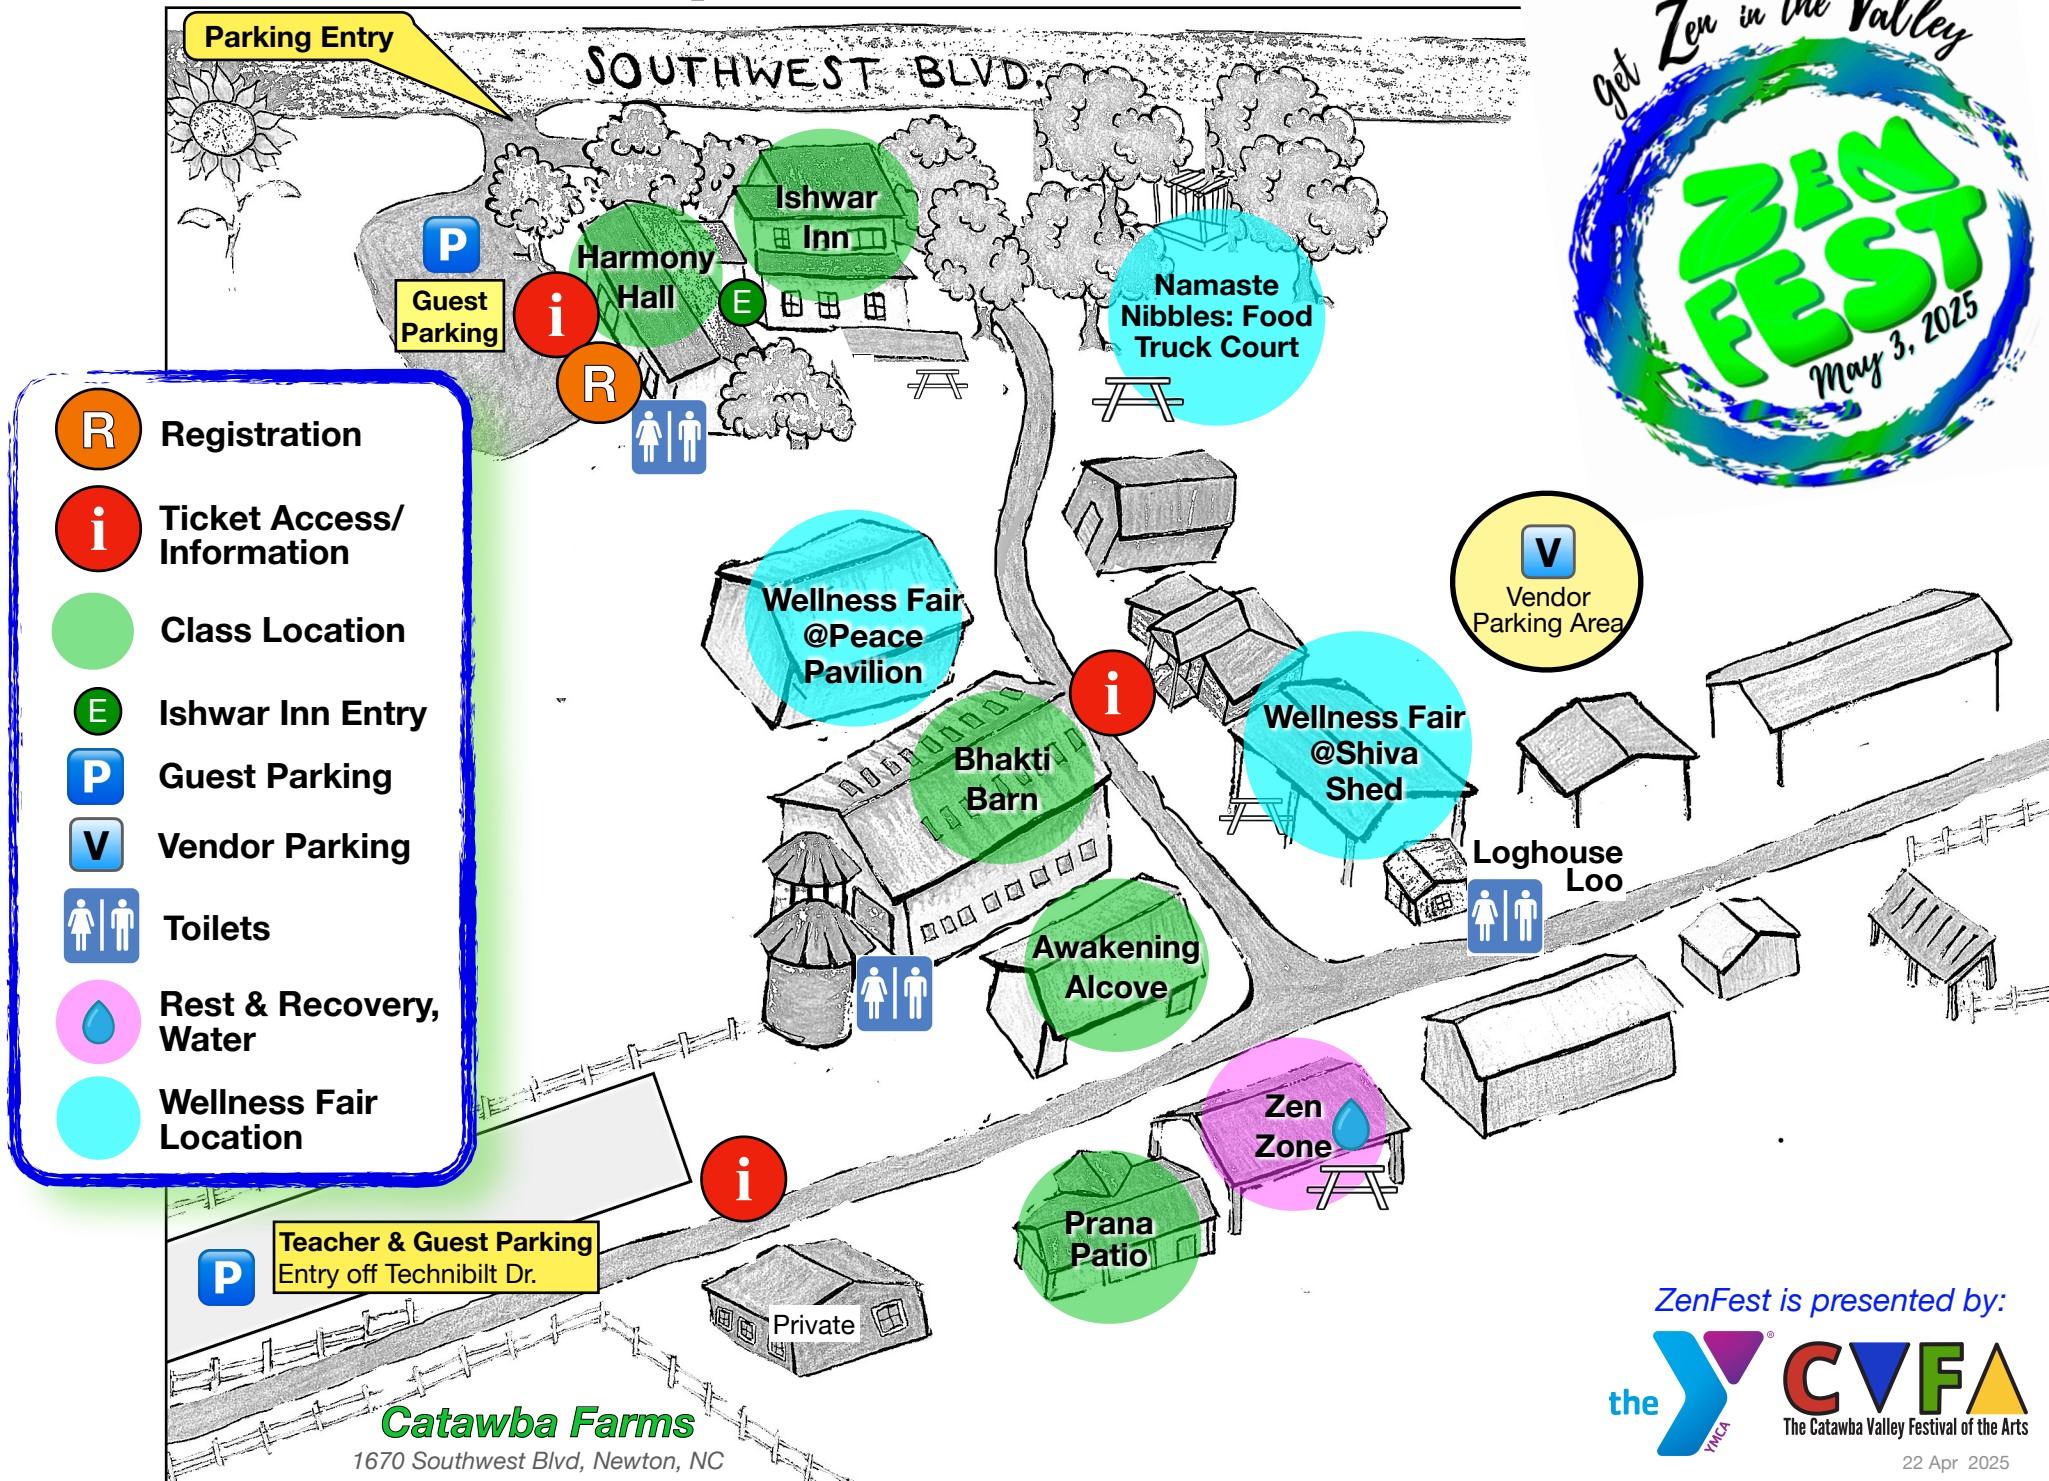 Parking Entry
SOUTHWEST BLVD.
get Zen in the Valley
ZEN
FEST
May 3, 2025
Ishwar
Inn
Harmony
Hall
E
P
Guest
Parking
i
R
Namaste
Nibbles: Food
Truck Court
R Registration
i Ticket Access/
Information
Class Location
E Ishwar Inn Entry
P Guest Parking
V Vendor Parking
Toilets
Rest & Recovery,
Water
Wellness Fair
Location
V
Vendor
Parking Area
Wellness Fair
@Peace
Pavilion
i
Wellness Fair
@Shiva
Shed
Bhakti
Barn
Loghouse
Loo
Awakening
Alcove
Zen
Zone
i
Prana
Patio
P
Teacher & Guest Parking
Entry off Technibilt Dr.
Private
Catawba Farms
1670 Southwest Blvd, Newton, NC
ZenFest is presented by:
the Y
YMCA
®
CVFA
The Catawba Valley Festival of the Arts
22 Apr 2025